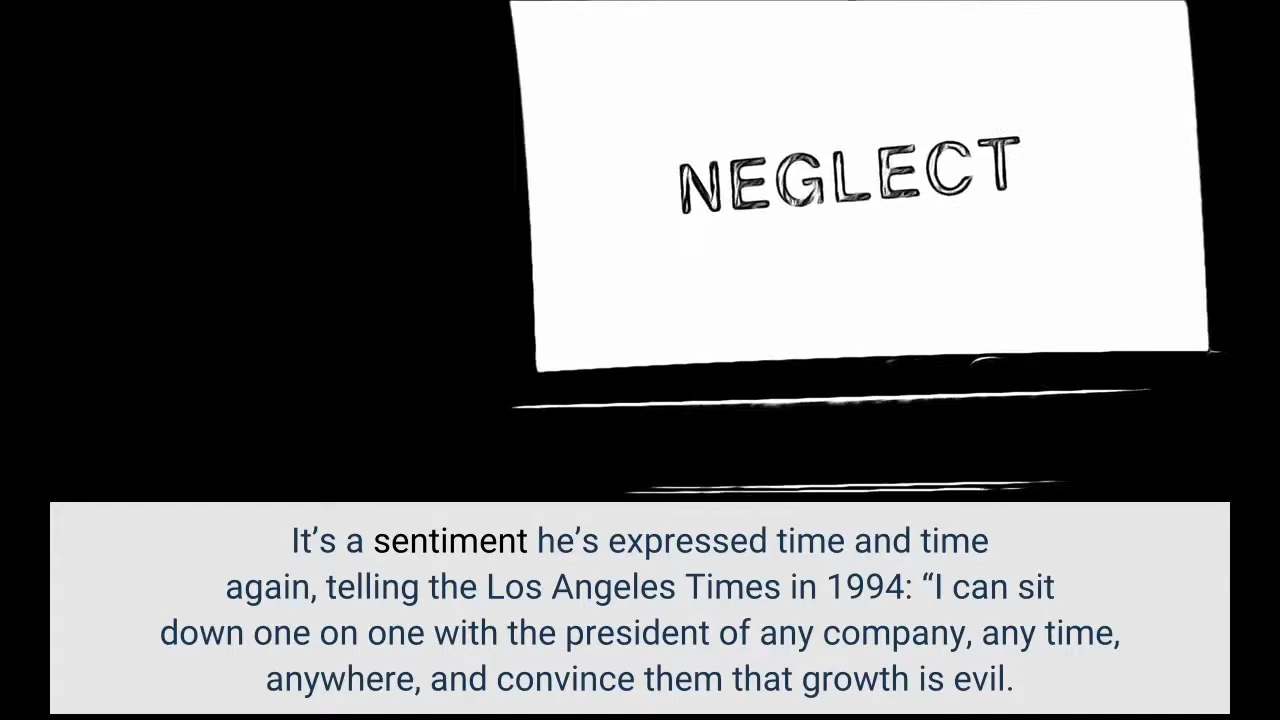 NEGLECT
It’s a sentiment he’s expressed time and time
again, telling the Los Angeles Times in 1994: “I can sit
down one on one with the president of any company, any time,
anywhere, and convince them that growth is evil.